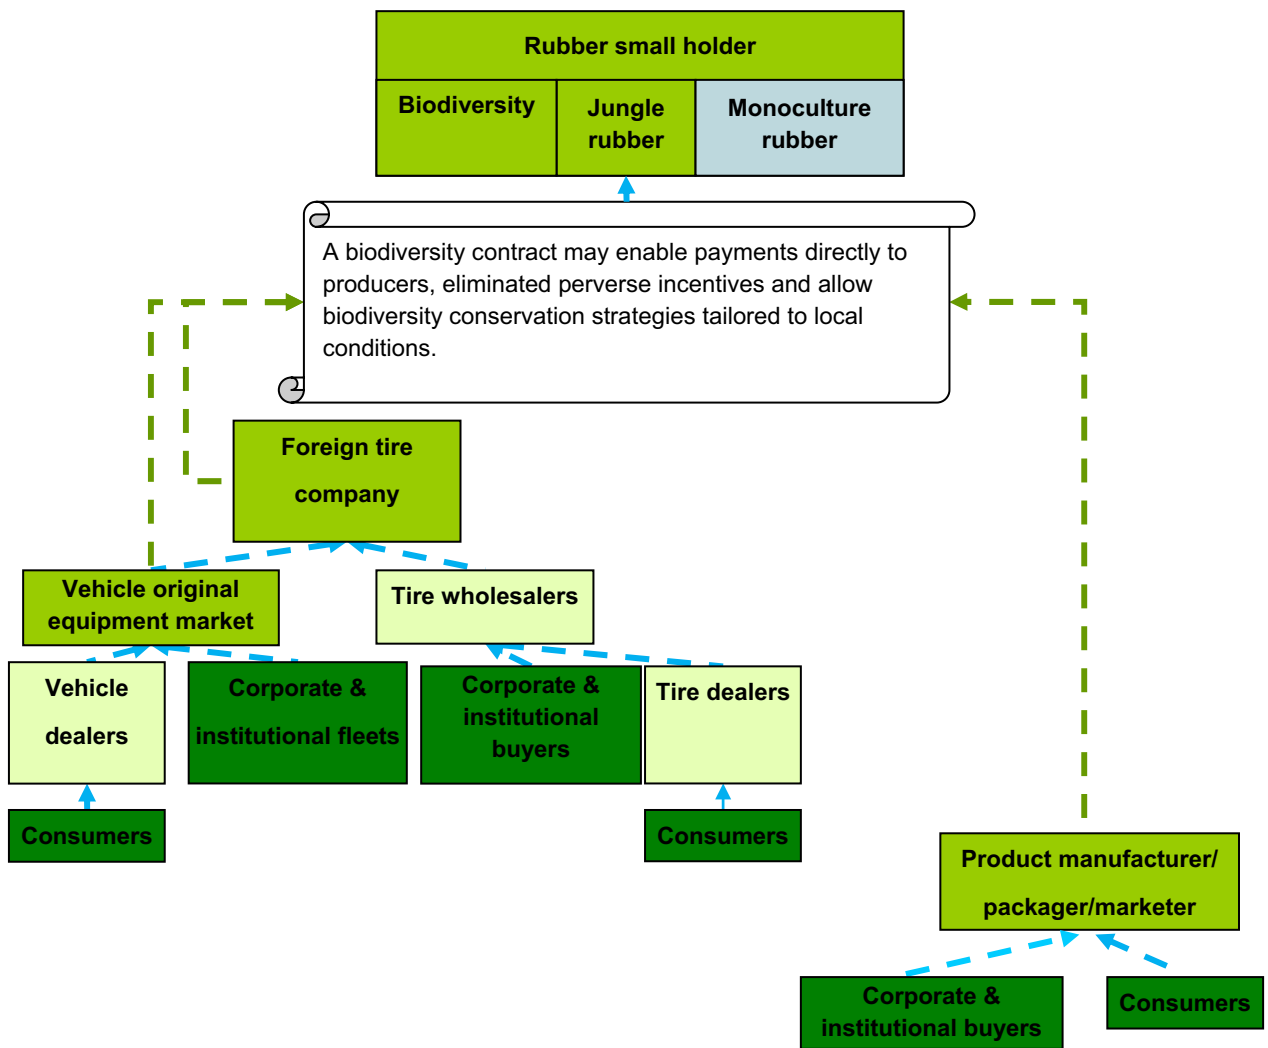 Rubber small holder
Biodiversity
Jungle
rubber
Monoculture
rubber
A biodiversity contract may enable payments directly to
producers, eliminated perverse incentives and allow
biodiversity conservation strategies tailored to local
conditions.
Foreign tire
company
Vehicle original
equipment market
Tire wholesalers
Vehicle
dealers
Corporate &
institutional fleets
Corporate &
institutional
buyers
Tire dealers
Consumers
Consumers
Product manufacturer/
packager/marketer
Corporate &
institutional buyers
Consumers